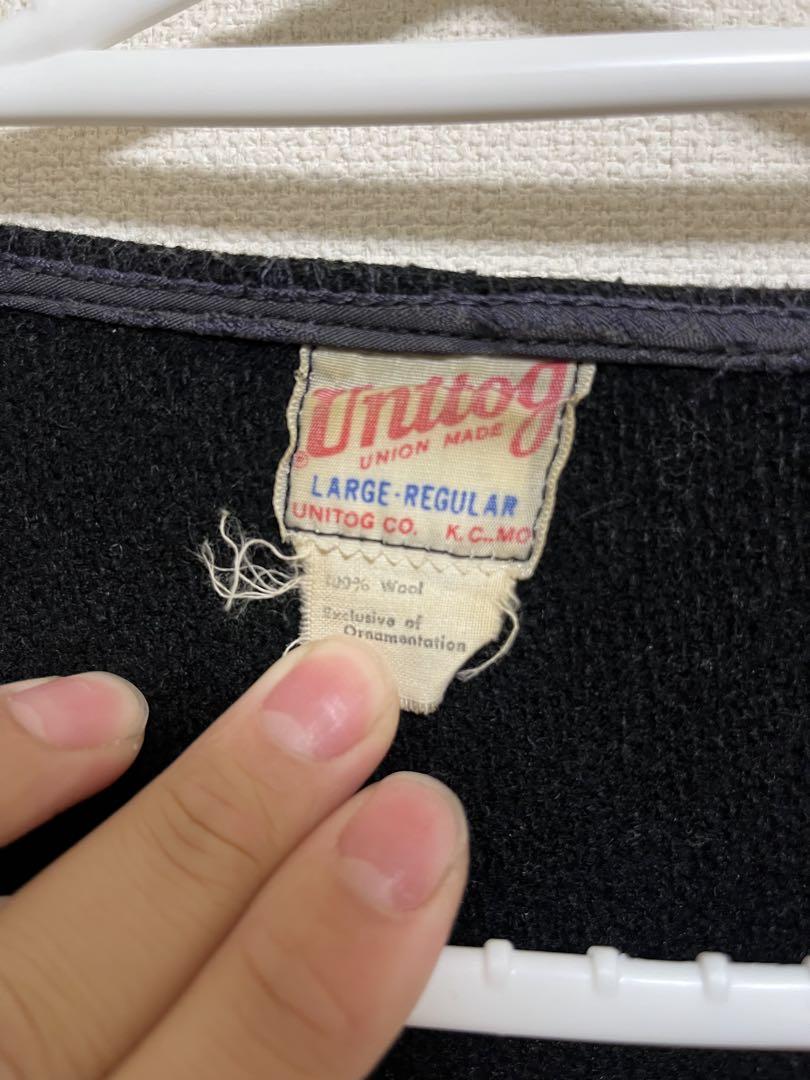 Unitog
® UNION MADE
LARGE-REGULAR
UNITOG CO. K.C., MO
100% Wool
Exclusive of
Ornamentation